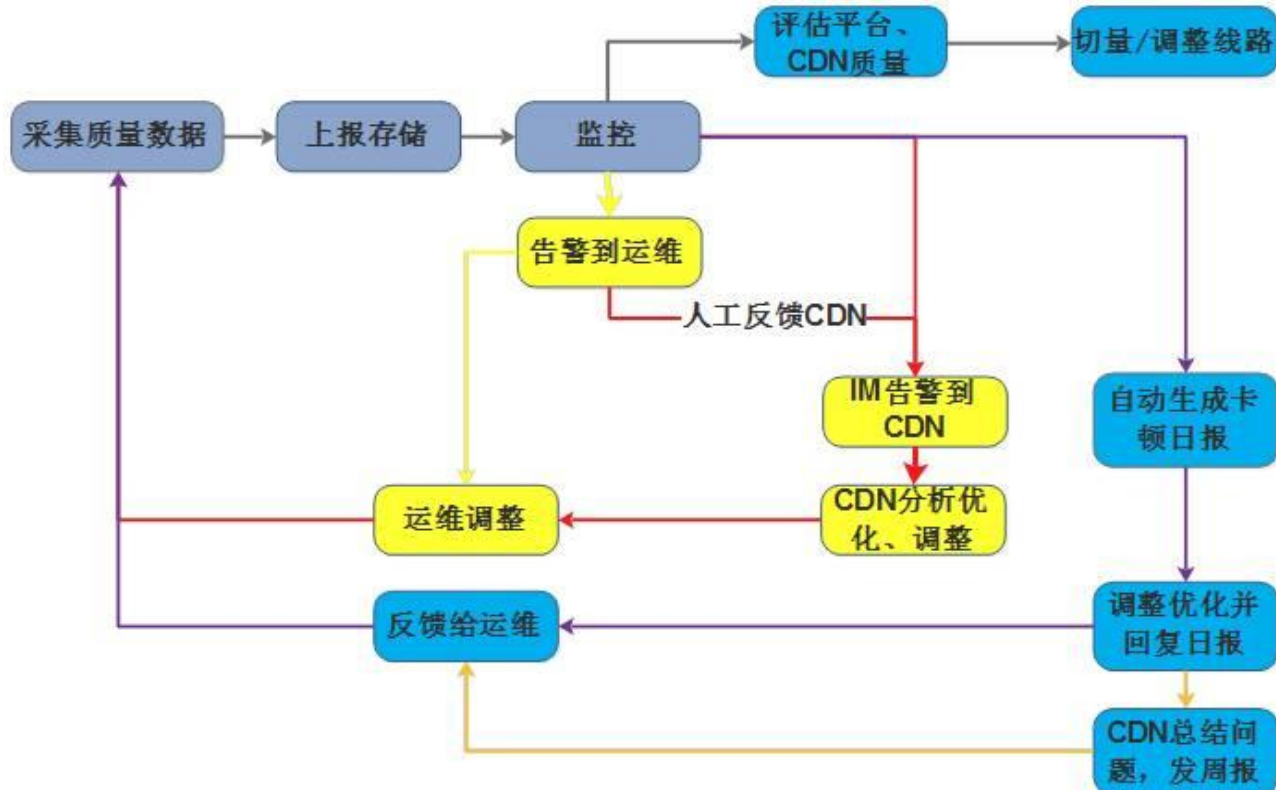 评估平台、
CDN质量
切量/调整线路
采集质量数据
上报存储
监控
告警到运维
人工反馈CDN
IM告警到
CDN
自动生成卡
顿日报
运维调整
CDN分析优
化、调整
反馈给运维
调整优化并
回复日报
CDN总结问
题，发周报